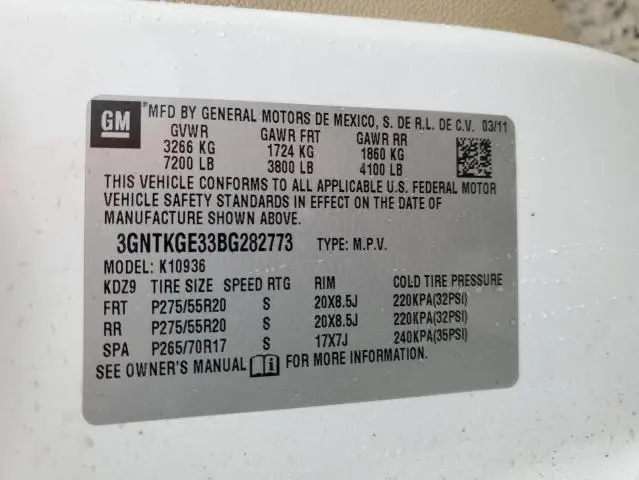 GM
*MFD BY GENERAL MOTORS DE MEXICO, S. DE R.L. DE C.V. 03/11
GVWR GAWR FRT GAWR RR
3266 KG 1724 KG 1860 KG
7200 LB 3800 LB 4100 LB
THIS VEHICLE CONFORMS TO ALL APPLICABLE U.S. FEDERAL MOTOR
VEHICLE SAFETY STANDARDS IN EFFECT ON THE DATE OF
MANUFACTURE SHOWN ABOVE.
3GNTKGE33BG282773 TYPE: M.P.V.
MODEL: K10936
KDZ9 TIRE SIZE SPEED RTG RIM COLD TIRE PRESSURE
FRT P275/55R20 S 20X8.5J 220KPA(32PSI)
RR P275/55R20 S 20X8.5J 220KPA(32PSI)
SPA P265/70R17 S 17X7J 240KPA(35PSI)
SEE OWNER'S MANUAL i FOR MORE INFORMATION.